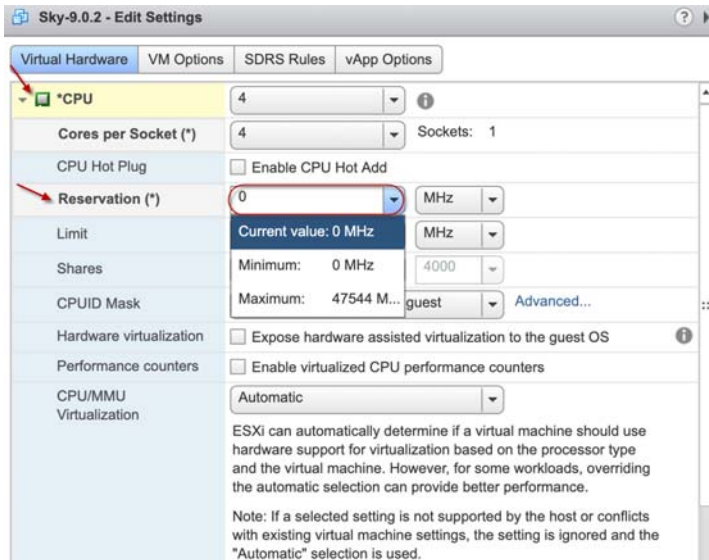 Sky-9.0.2 - Edit Settings ?
Virtual Hardware VM Options SDRS Rules vApp Options
*CPU 4
Cores per Socket (*) 4 Sockets: 1
CPU Hot Plug Enable CPU Hot Add
Reservation (*) 0 MHz
Limit Current value: 0 MHz MHz
Shares Minimum: 0 MHz 4000
CPUID Mask Maximum: 47544 M... guest Advanced...
Hardware virtualization Expose hardware assisted virtualization to the guest OS
Performance counters Enable virtualized CPU performance counters
CPU/MMU Automatic
Virtualization
ESXi can automatically determine if a virtual machine should use
hardware support for virtualization based on the processor type
and the virtual machine. However, for some workloads, overriding
the automatic selection can provide better performance.
Note: If a selected setting is not supported by the host or conflicts
with existing virtual machine settings, the setting is ignored and the
"Automatic" selection is used.